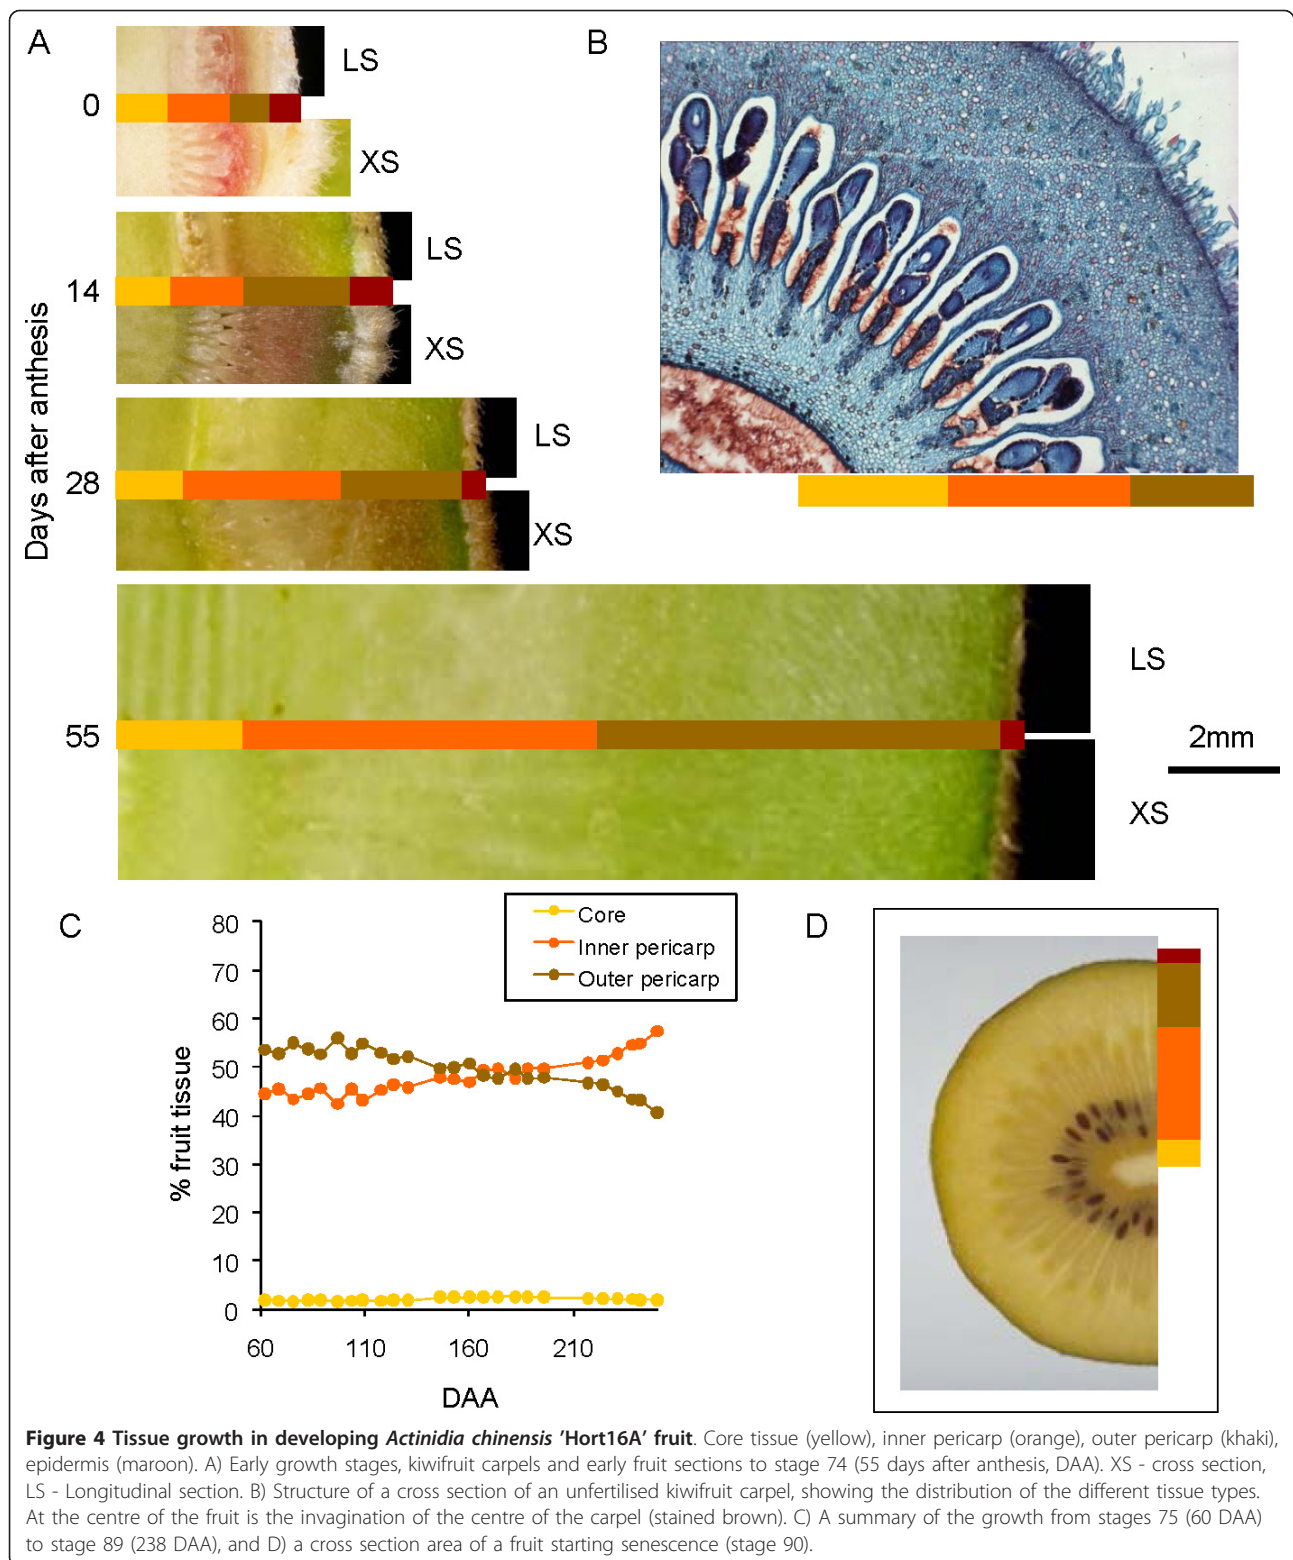 A
LS
0
XS
LS
14
XS
LS
28
XS
LS
55
XS
Days after anthesis
2mm
B
C
Core
Inner pericarp
Outer pericarp
80
70
60
50
40
30
20
10
0
% fruit tissue
60 110 160 210
DAA
D
Figure 4 Tissue growth in developing Actinidia chinensis 'Hort16A' fruit. Core tissue (yellow), inner pericarp (orange), outer pericarp (khaki),
epidermis (maroon). A) Early growth stages, kiwifruit carpels and early fruit sections to stage 74 (55 days after anthesis, DAA). XS - cross section,
LS - Longitudinal section. B) Structure of a cross section of an unfertilised kiwifruit carpel, showing the distribution of the different tissue types.
At the centre of the fruit is the invagination of the centre of the carpel (stained brown). C) A summary of the growth from stages 75 (60 DAA)
to stage 89 (238 DAA), and D) a cross section area of a fruit starting senescence (stage 90).